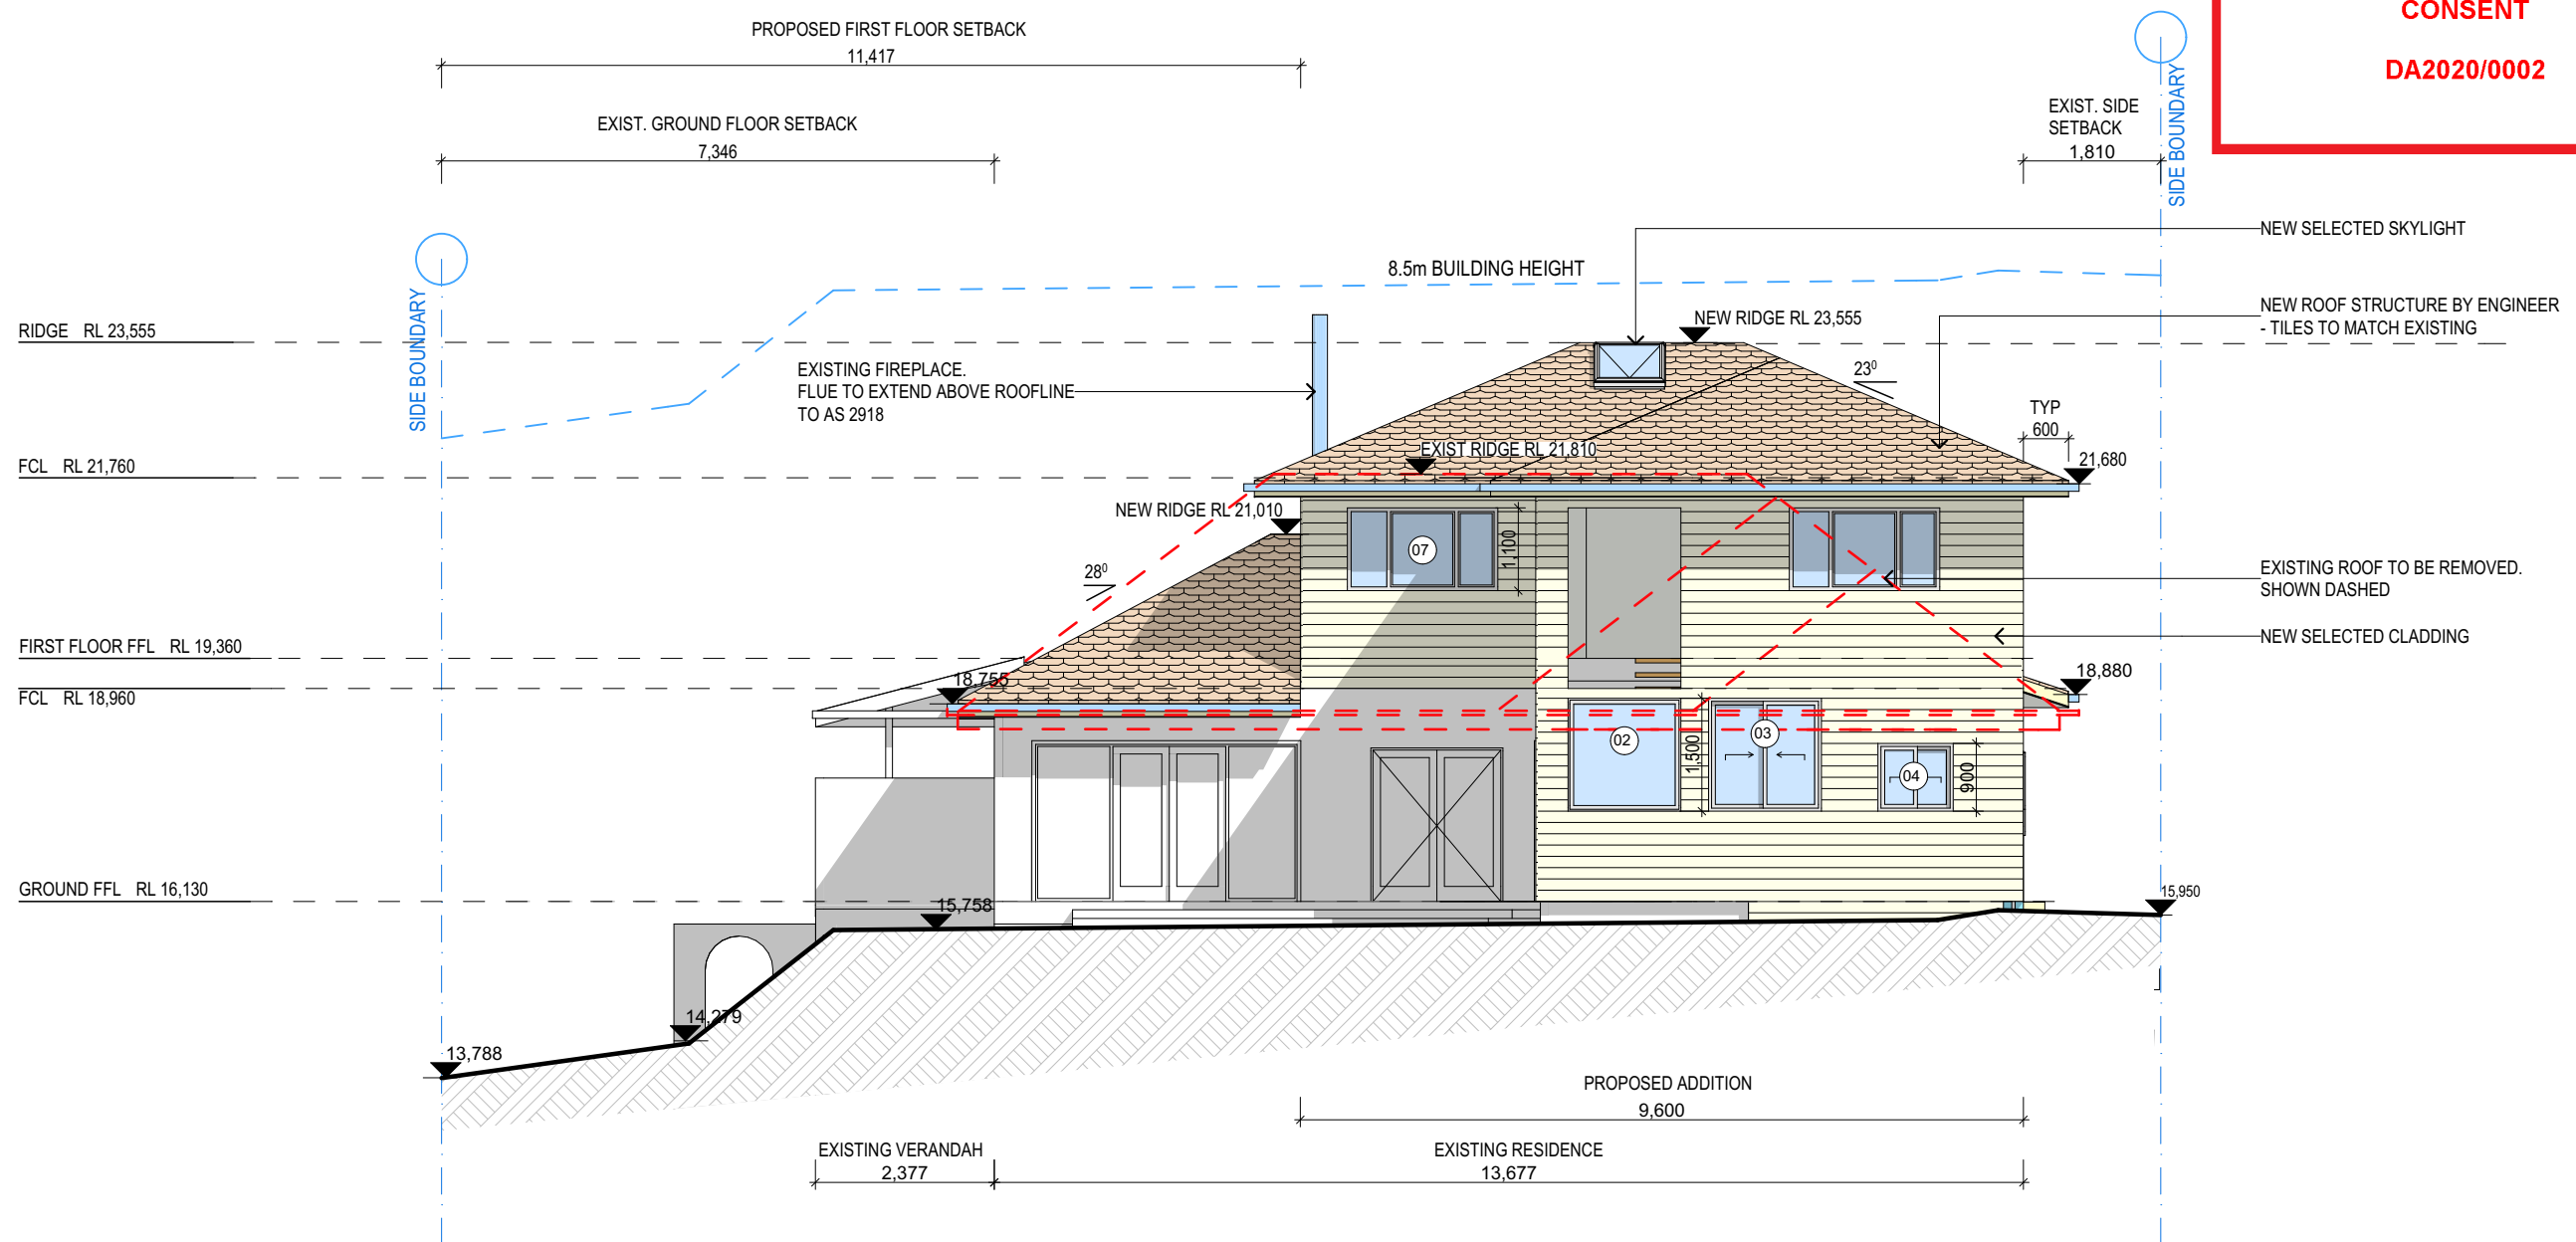 CONSENT
DA2020/0002
PROPOSED FIRST FLOOR SETBACK
11,417
EXIST. GROUND FLOOR SETBACK
7,346
EXIST. SIDE
SETBACK
1,810
SIDE BOUNDARY
SIDE BOUNDARY
NEW SELECTED SKYLIGHT
8.5m BUILDING HEIGHT
NEW ROOF STRUCTURE BY ENGINEER
- TILES TO MATCH EXISTING
RIDGE RL 23,555
NEW RIDGE RL 23,555
EXISTING FIREPLACE.
FLUE TO EXTEND ABOVE ROOFLINE
TO AS 2918
23⁰
TYP
600
EXIST RIDGE RL 21.810
FCL RL 21,760
21,680
NEW RIDGE RL 21,010
07
1,100
28⁰
EXISTING ROOF TO BE REMOVED.
SHOWN DASHED
NEW SELECTED CLADDING
FIRST FLOOR FFL RL 19,360
FCL RL 18,960
18,755
18,880
02
1,500
03
04
900
GROUND FFL RL 16,130
15,758
15,950
14,279
13,788
PROPOSED ADDITION
9,600
EXISTING VERANDAH
2,377
EXISTING RESIDENCE
13,677